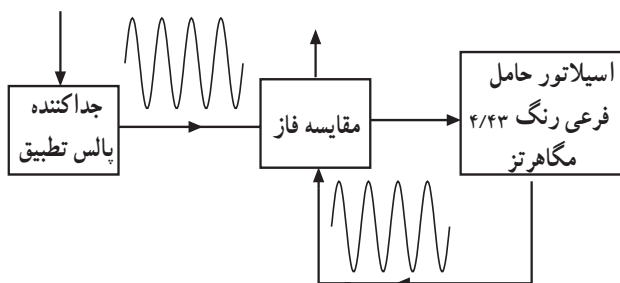 جداکننده
پالس تطبیق
مقایسه فاز
اسیلاتور حامل
فرعی رنگ ۴/۴۳
مگاهرتز